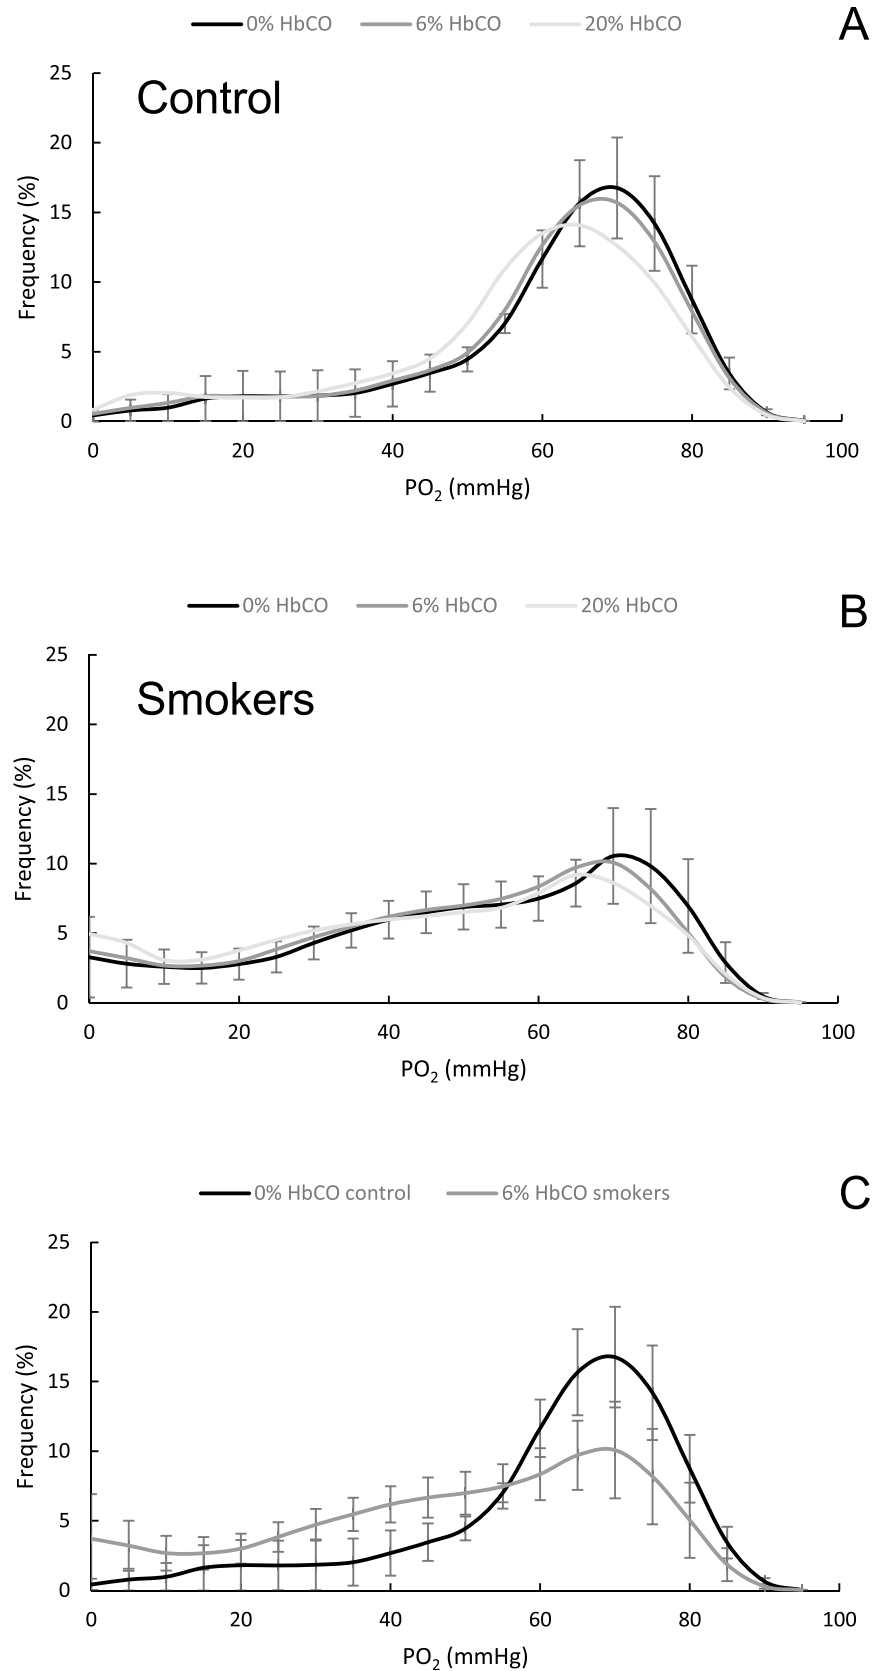 0% HbCO 6% HbCO 20% HbCO
A
Control
25
20
15
10
5
0
Frequency (%)
0 20 40 60 80 100
PO2 (mmHg)
0% HbCO 6% HbCO 20% HbCO
B
Smokers
25
20
15
10
5
0
Frequency (%)
0 20 40 60 80 100
PO2 (mmHg)
0% HbCO control 6% HbCO smokers
C
25
20
15
10
5
0
Frequency (%)
0 20 40 60 80 100
PO2 (mmHg)